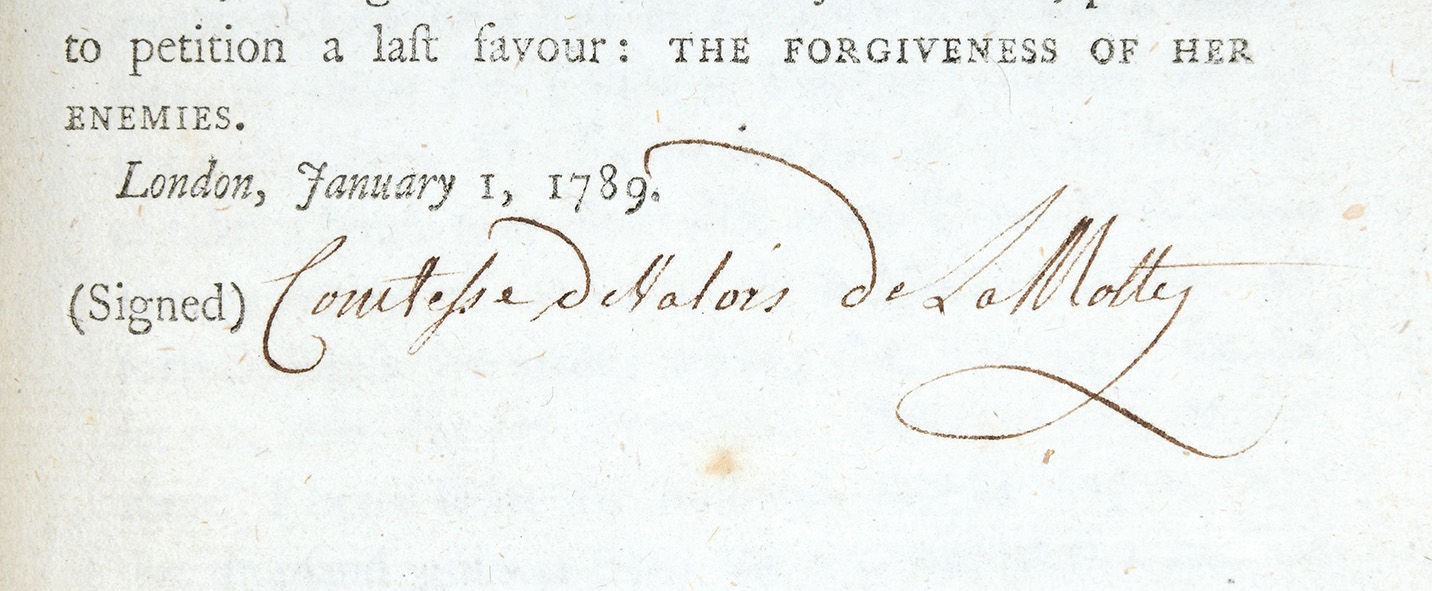 to petition a laſt favour: THE FORGIVENESS OF HER
ENEMIES.
London, January 1, 1789.
(Signed) Comtesse de Valois de La Motte